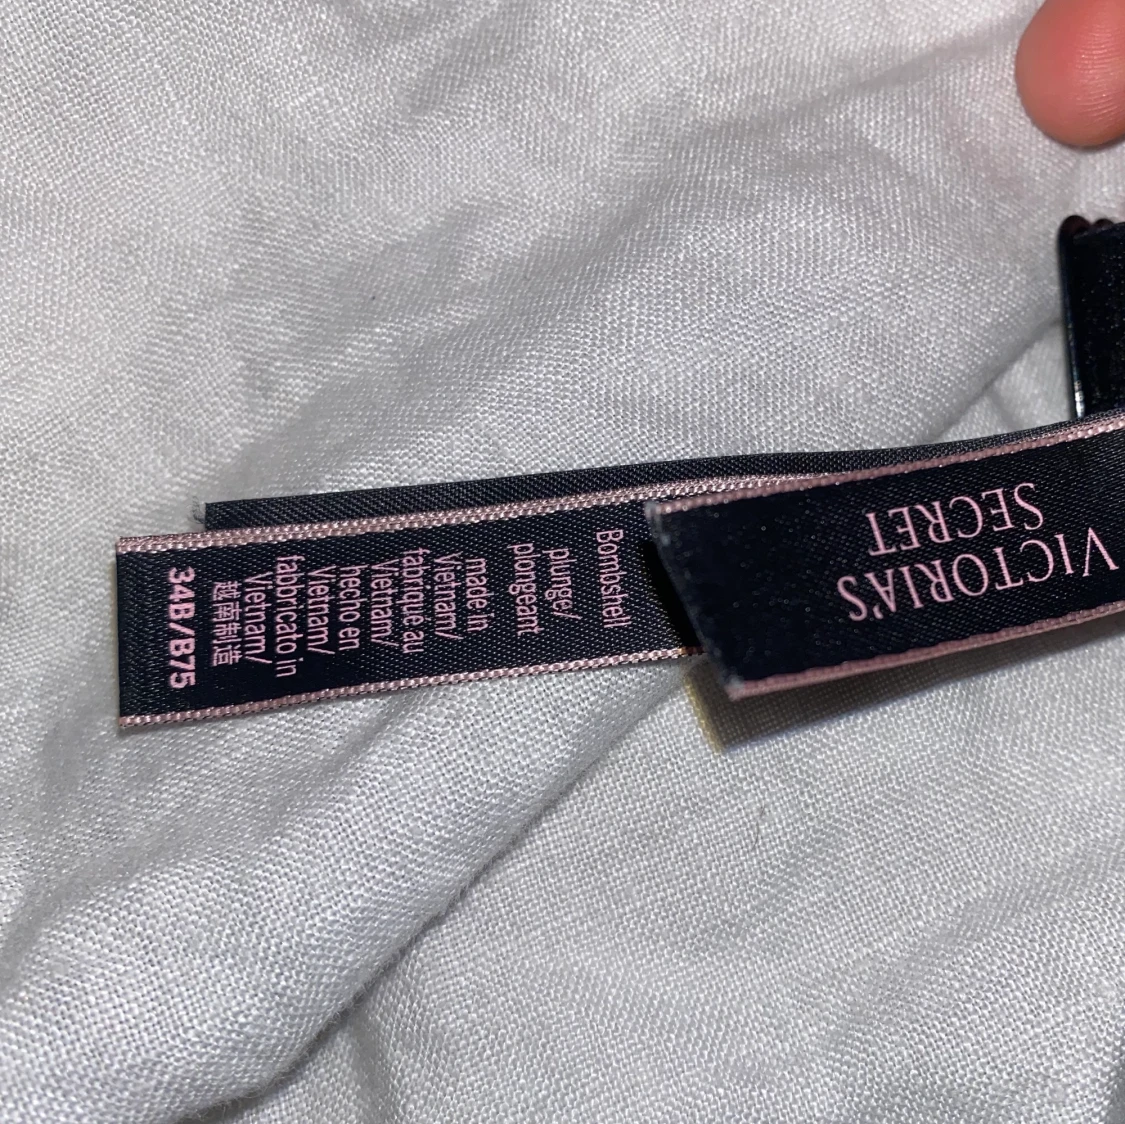 VICTORIA'S
SECRET
Bombshell
plunge/
plongeant
made in
Vietnam/
fabriqué au
Vietnam/
hecho en
Vietnam/
fabricato in
Vietnam/
越南制造
34B/B75